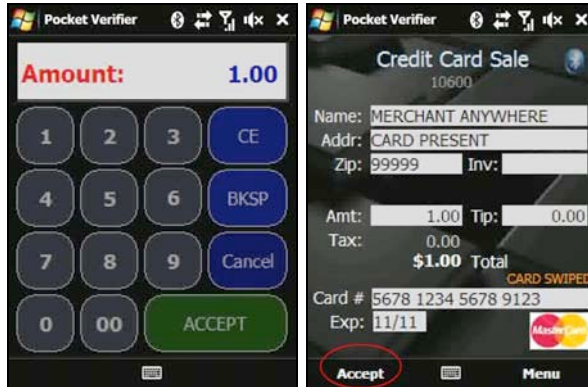 Pocket Verifier
Amount: 1.00
1 2 3 CE
4 5 6 BKSP
7 8 9 Cancel
0 00 ACCEPT
Pocket Verifier
Credit Card Sale
10600
Name: MERCHANT ANYWHERE
Addr: CARD PRESENT
Zip: 99999 Inv:
Amt: 1.00 Tip: 0.00
Tax: 0.00
$1.00 Total
CARD SWIPED
Card # 5678 1234 5678 9123
Exp: 11/11
MasterCard
Accept Menu